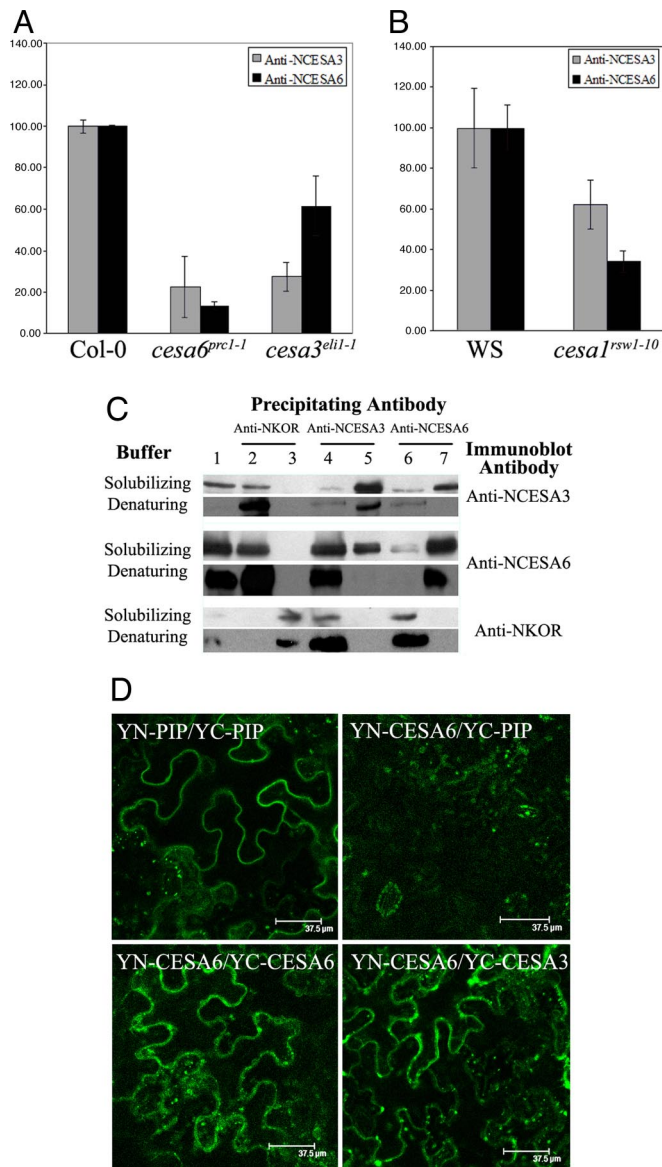 A
140.00
120.00
100.00
80.00
60.00
40.00
20.00
0.00
Anti-NCESA3
Anti-NCESA6
Col-0 cesa6prc1-1 cesa3eli1-1
B
140.00
120.00
100.00
80.00
60.00
40.00
20.00
0.00
Anti-NCESA3
Anti-NCESA6
WS cesa1rsw1-10
C
Precipitating Antibody
Anti-NKOR Anti-NCESA3 Anti-NCESA6
Buffer 1 2 3 4 5 6 7 Immunoblot Antibody
Solubilizing
Denaturing
Anti-NCESA3
Solubilizing
Denaturing
Anti-NCESA6
Solubilizing
Denaturing
Anti-NKOR
D
YN-PIP/YC-PIP
37.5 µm
YN-CESA6/YC-PIP
37.5 µm
YN-CESA6/YC-CESA6
37.5 µm
YN-CESA6/YC-CESA3
37.5 µm